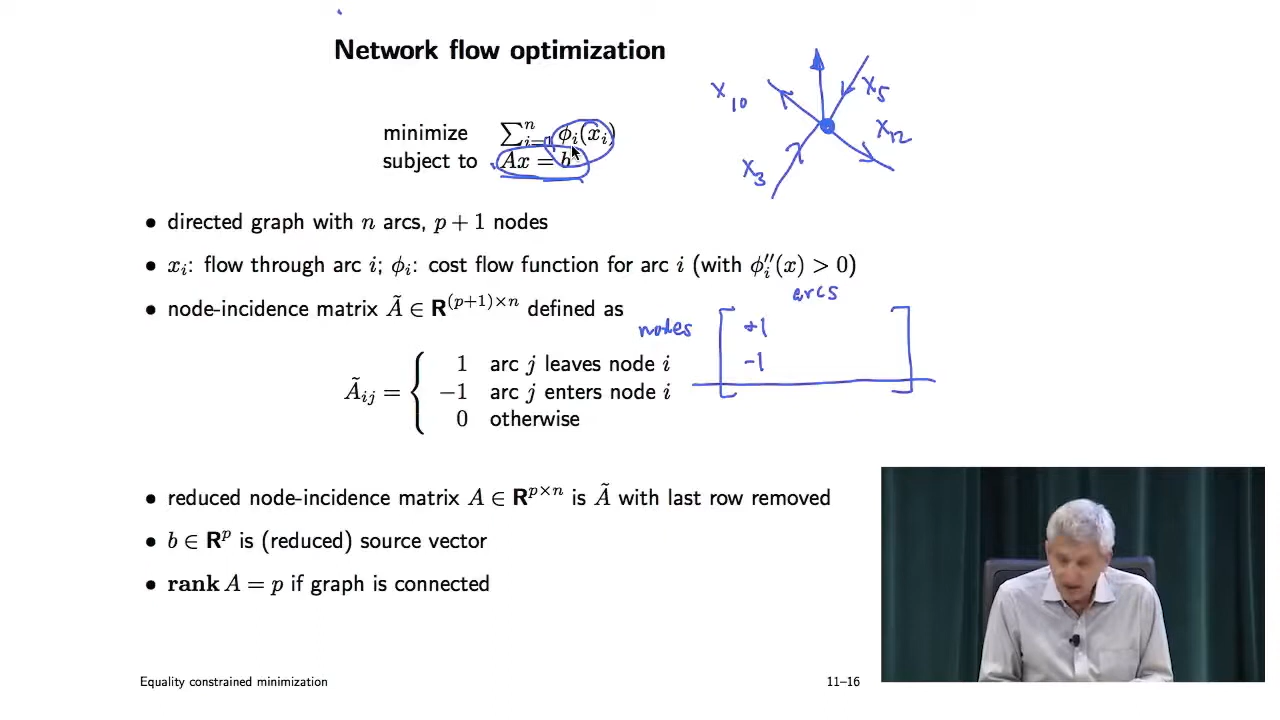 Network flow optimization
minimize ∑ᵢ₌₁ⁿ ϕᵢ(xᵢ)
subject to Ax = b
x₁₀
x₅
x₁₂
x₃
• directed graph with n arcs, p + 1 nodes
• xᵢ: flow through arc i; ϕᵢ: cost flow function for arc i (with ϕᵢ″(x) > 0)
arcs
• node-incidence matrix Ã ∈ R^{(p+1)×n} defined as
nodes
+1
-1
Ãᵢⱼ = { 1 arc j leaves node i
−1 arc j enters node i
0 otherwise
• reduced node-incidence matrix A ∈ R^{p×n} is Ã with last row removed
• b ∈ R^p is (reduced) source vector
• rank A = p if graph is connected
Equality constrained minimization
11–16